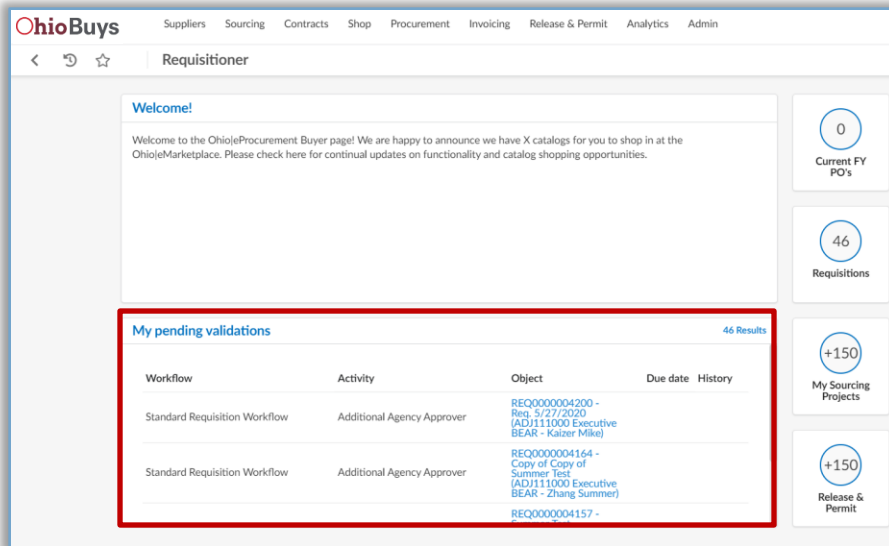 OhioBuys
Suppliers Sourcing Contracts Shop Procurement Invoicing Release & Permit Analytics Admin
Requisitioner
Welcome!
Welcome to the Ohio|eProcurement Buyer page! We are happy to announce we have X catalogs for you to shop in at the
Ohio|eMarketplace. Please check here for continual updates on functionality and catalog shopping opportunities.
0
Current FY
PO's
46
Requisitions
+150
My Sourcing
Projects
+150
Release &
Permit
My pending validations
46 Results
Workflow Activity Object Due date History
Standard Requisition Workflow Additional Agency Approver
REQ0000004200 -
Req. 5/27/2020
(ADJ111000 Executive
BEAR - Kaizer Mike)
Standard Requisition Workflow Additional Agency Approver
REQ0000004164 -
Copy of Copy of
Summer Test
(ADJ111000 Executive
BEAR - Zhang Summer)
REQ0000004157 -